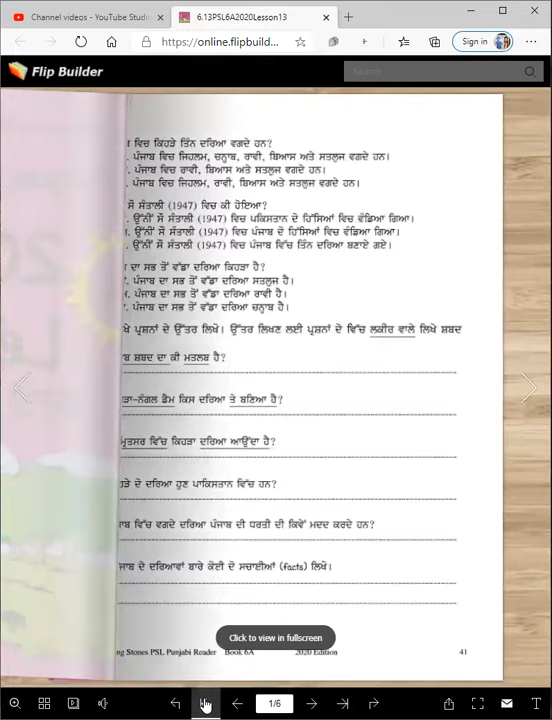 Channel videos - YouTube Studi
6.13PSL6A2020Lesson13
https://online.flipbuild...
Sign in
Flip Builder
Search
ਵਿਚ ਕਿਹੜੇ ਤਿੰਨ ਦਰਿਆ ਵਗਦੇ ਹਨ?
. ਪੰਜਾਬ ਵਿਚ ਜਿਹਲਮ, ਚਨਾਬ, ਰਾਵੀ, ਬਿਆਸ ਅਤੇ ਸਤਲੁਜ ਵਗਦੇ ਹਨ।
. ਪੰਜਾਬ ਵਿਚ ਰਾਵੀ, ਬਿਆਸ ਅਤੇ ਸਤਲੁਜ ਵਗਦੇ ਹਨ।
. ਪੰਜਾਬ ਵਿਚ ਜਿਹਲਮ, ਰਾਵੀ, ਬਿਆਸ ਅਤੇ ਸਤਲੁਜ ਵਗਦੇ ਹਨ।
ਸੌ ਸੰਤਾਲੀ (1947) ਵਿਚ ਕੀ ਹੋਇਆ?
. ਉੱਨੀਂ ਸੌ ਸੰਤਾਲੀ (1947) ਵਿਚ ਪਕਿਸਤਾਨ ਦੋ ਹਿੱਸਿਆਂ ਵਿਚ ਵੰਡਿਆ ਗਿਆ।
. ਉੱਨੀਂ ਸੌ ਸੰਤਾਲੀ (1947) ਵਿਚ ਪੰਜਾਬ ਦੋ ਹਿੱਸਿਆਂ ਵਿਚ ਵੰਡਿਆ ਗਿਆ।
. ਉੱਨੀਂ ਸੌ ਸੰਤਾਲੀ (1947) ਵਿਚ ਪੰਜਾਬ ਵਿੱਚ ਤਿੰਨ ਦਰਿਆ ਬਣਾਏ ਗਏ।
ਦਾ ਸਭ ਤੋਂ ਵੱਡਾ ਦਰਿਆ ਕਿਹੜਾ ਹੈ?
. ਪੰਜਾਬ ਦਾ ਸਭ ਤੋਂ ਵੱਡਾ ਦਰਿਆ ਸਤਲੁਜ ਹੈ।
. ਪੰਜਾਬ ਦਾ ਸਭ ਤੋਂ ਵੱਡਾ ਦਰਿਆ ਰਾਵੀ ਹੈ।
. ਪੰਜਾਬ ਦਾ ਸਭ ਤੋਂ ਵੱਡਾ ਦਰਿਆ ਚਨਾਬ ਹੈ।
ਖੇ ਪ੍ਰਸ਼ਨਾਂ ਦੇ ਉੱਤਰ ਲਿਖੋ। ਉੱਤਰ ਲਿਖਣ ਲਈ ਪ੍ਰਸ਼ਨਾਂ ਦੇ ਵਿੱਚ ਲਕੀਰ ਵਾਲੇ ਲਿਖੇ ਸ਼ਬਦ
ਬ ਸ਼ਬਦ ਦਾ ਕੀ ਮਤਲਬ ਹੈ?
ੜਾ-ਨੰਗਲ ਡੈਮ ਕਿਸ ਦਰਿਆ ਤੇ ਬਣਿਆ ਹੈ?
ਮ੍ਰਿਤਸਰ ਵਿੱਚ ਕਿਹੜਾ ਦਰਿਆ ਆਉਂਦਾ ਹੈ?
ਹੜੇ ਦੋ ਦਰਿਆ ਹੁਣ ਪਾਕਿਸਤਾਨ ਵਿੱਚ ਹਨ?
ਾਬ ਵਿੱਚ ਵਗਦੇ ਦਰਿਆ ਪੰਜਾਬ ਦੀ ਧਰਤੀ ਦੀ ਕਿਵੇਂ ਮਦਦ ਕਰਦੇ ਹਨ?
ਜਾਬ ਦੇ ਦਰਿਆਵਾਂ ਬਾਰੇ ਕੋਈ ਦੋ ਸਚਾਈਆਂ (facts) ਲਿਖੋ।
Click to view in fullscreen
ng Stones PSL Punjabi Reader Book 6A 2020 Edition 41
1/6